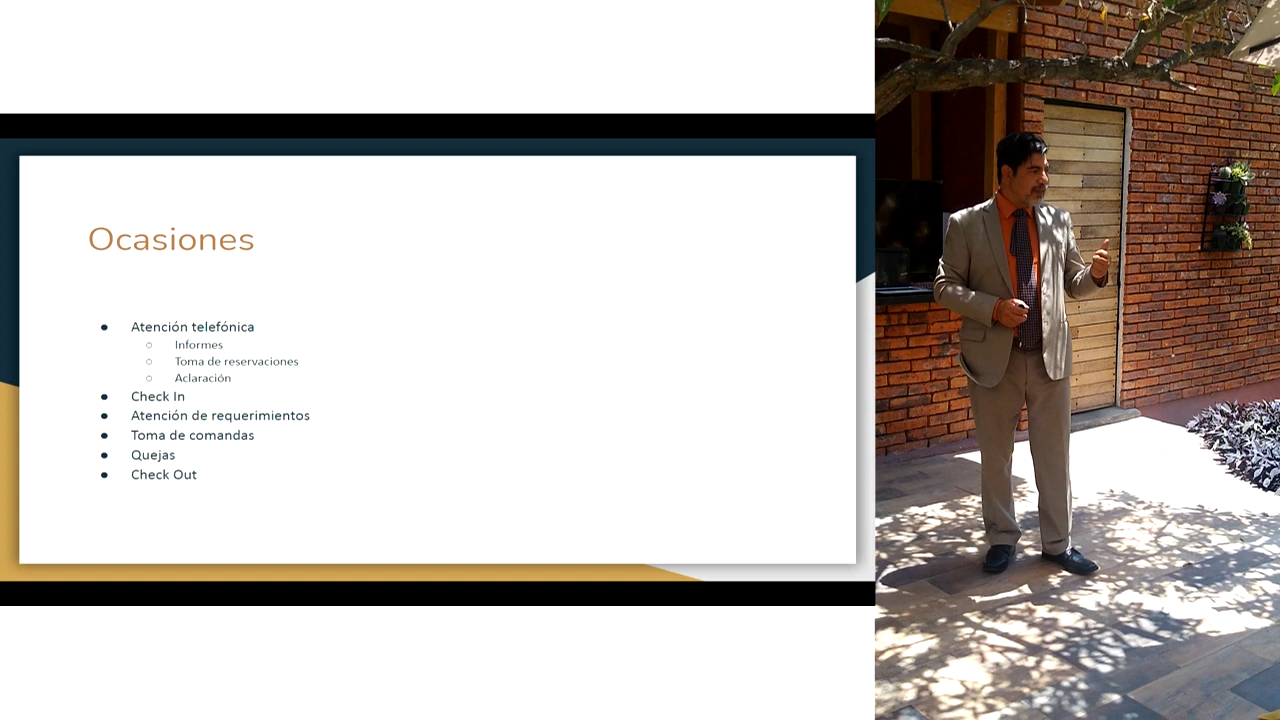 Ocasiones
● Atención telefónica
○ Informes
○ Toma de reservaciones
○ Aclaración
● Check In
● Atención de requerimientos
● Toma de comandas
● Quejas
● Check Out